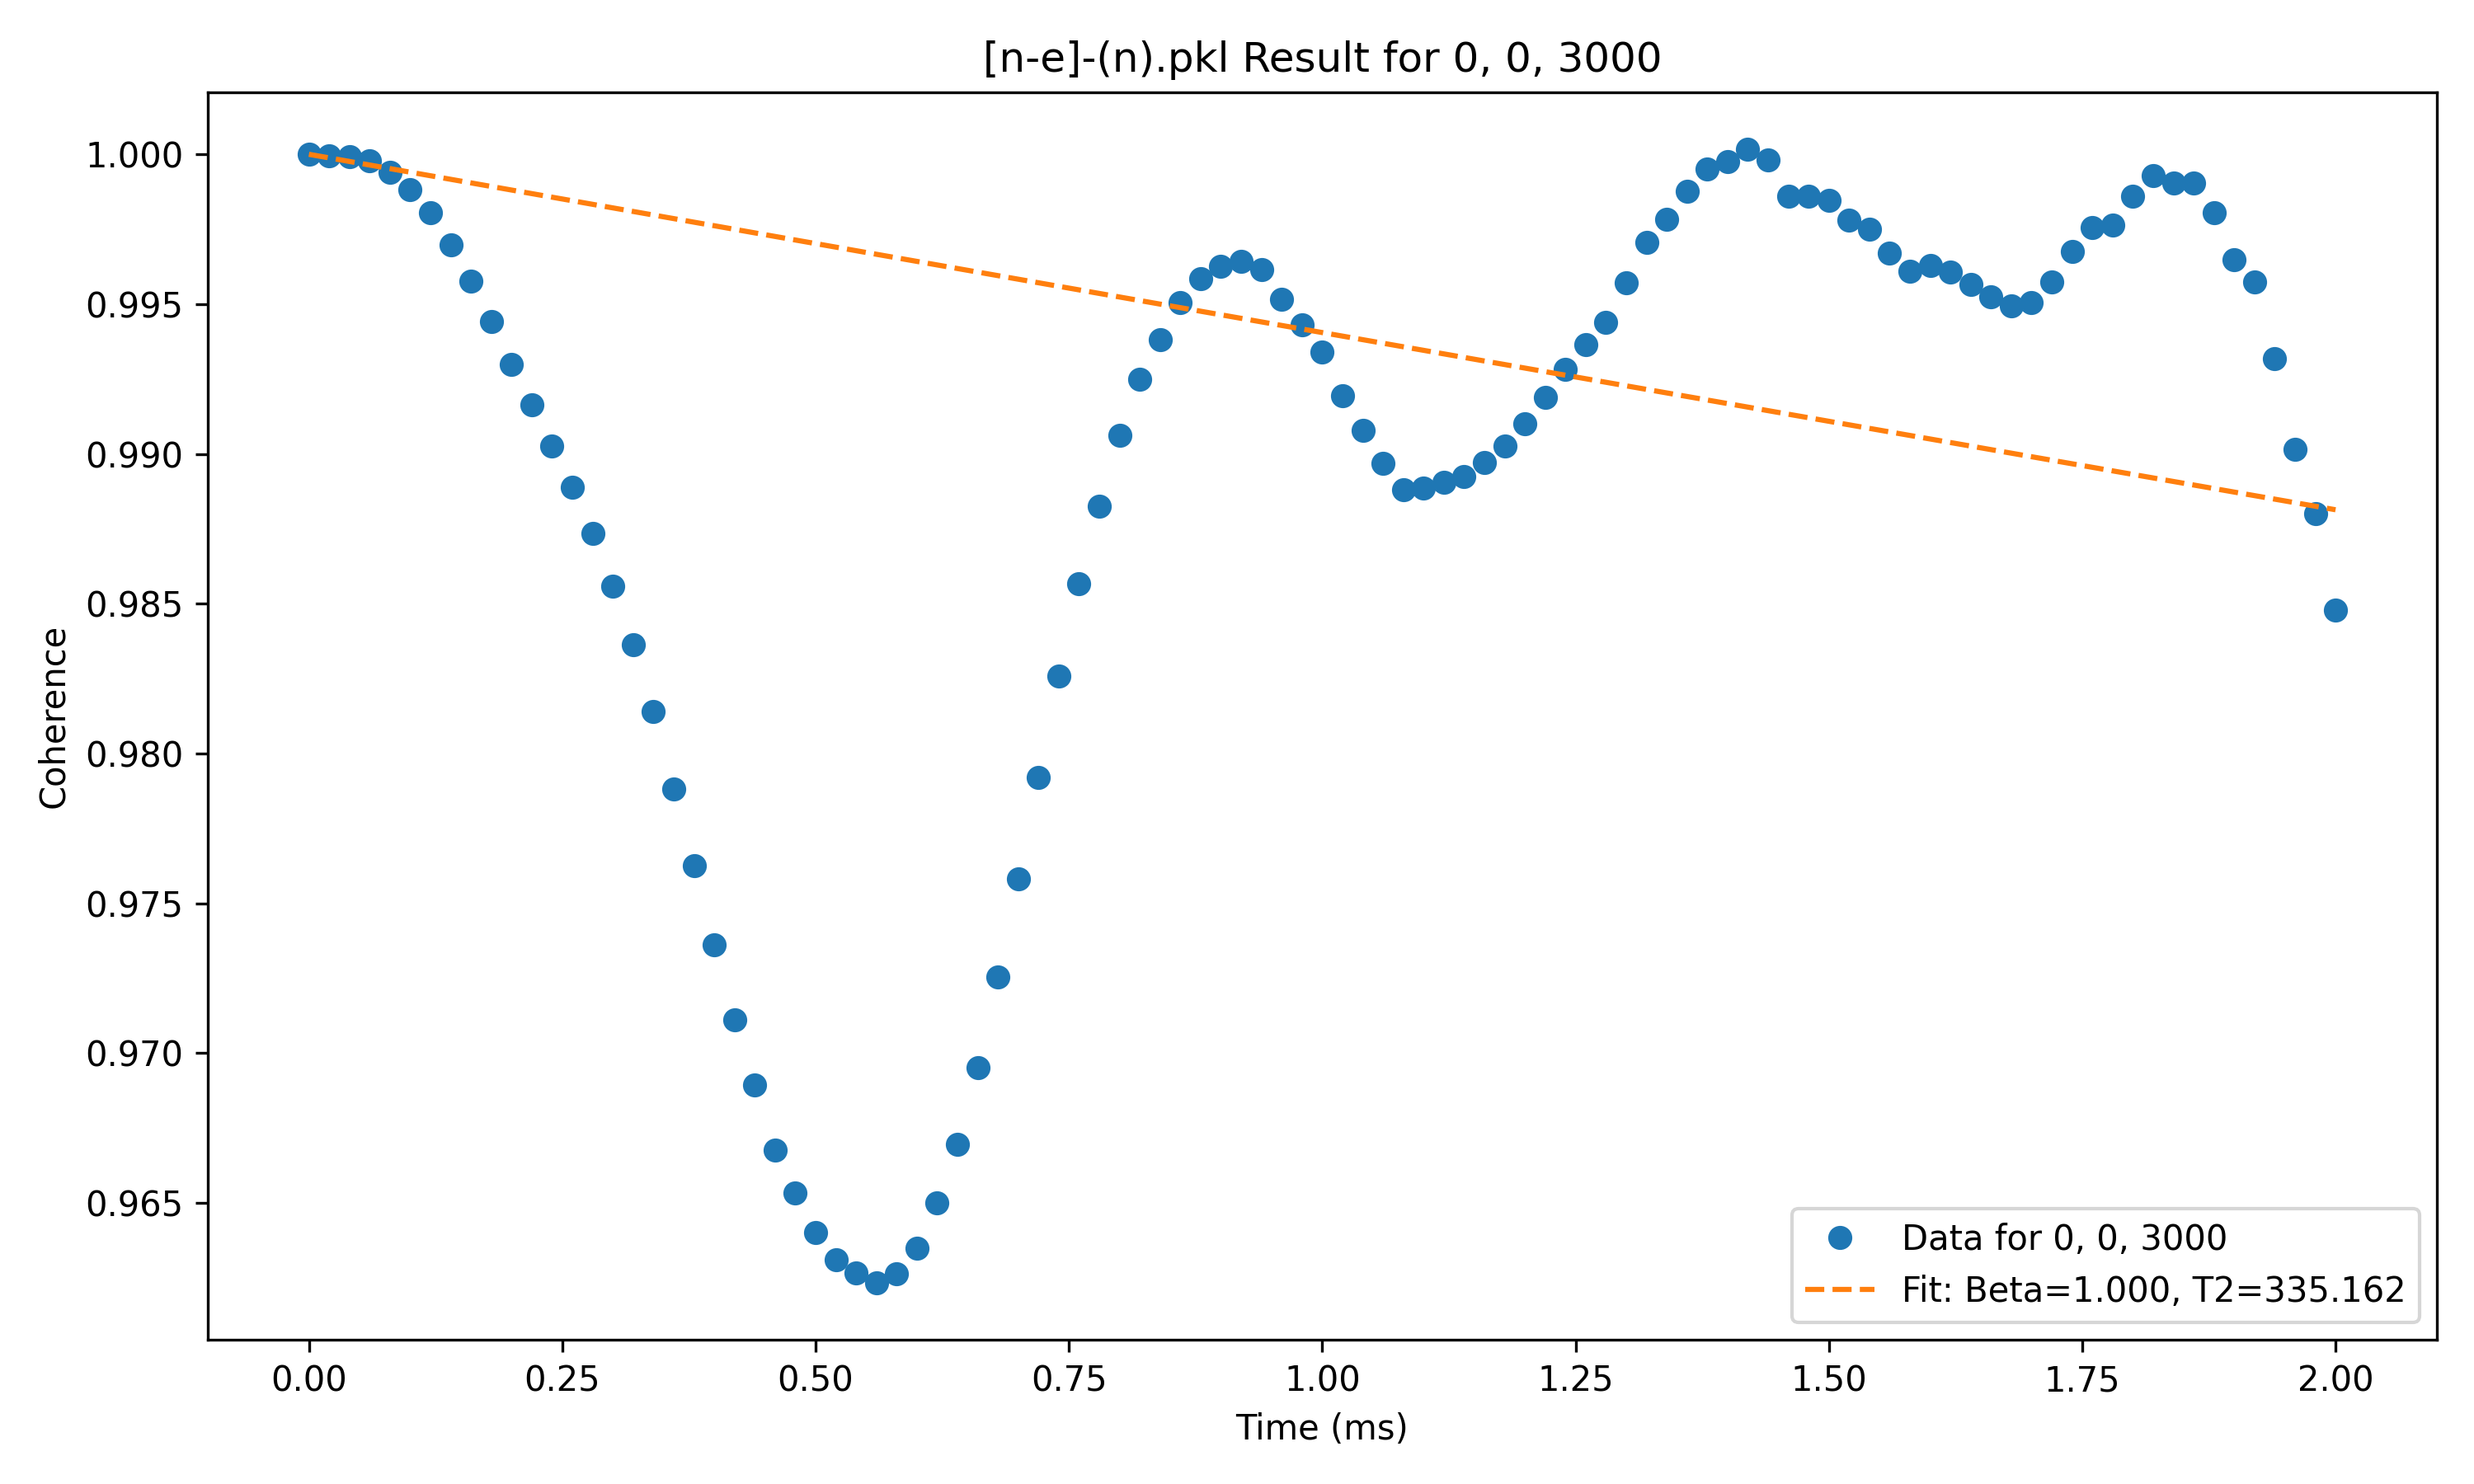 [n-e]-(n).pkl Result for 0, 0, 3000
Coherence
1.000
0.995
0.990
0.985
0.980
0.975
0.970
0.965
Data for 0, 0, 3000
Fit: Beta=1.000, T2=335.162
0.00 0.25 0.50 0.75 1.00 1.25 1.50 1.75 2.00
Time (ms)